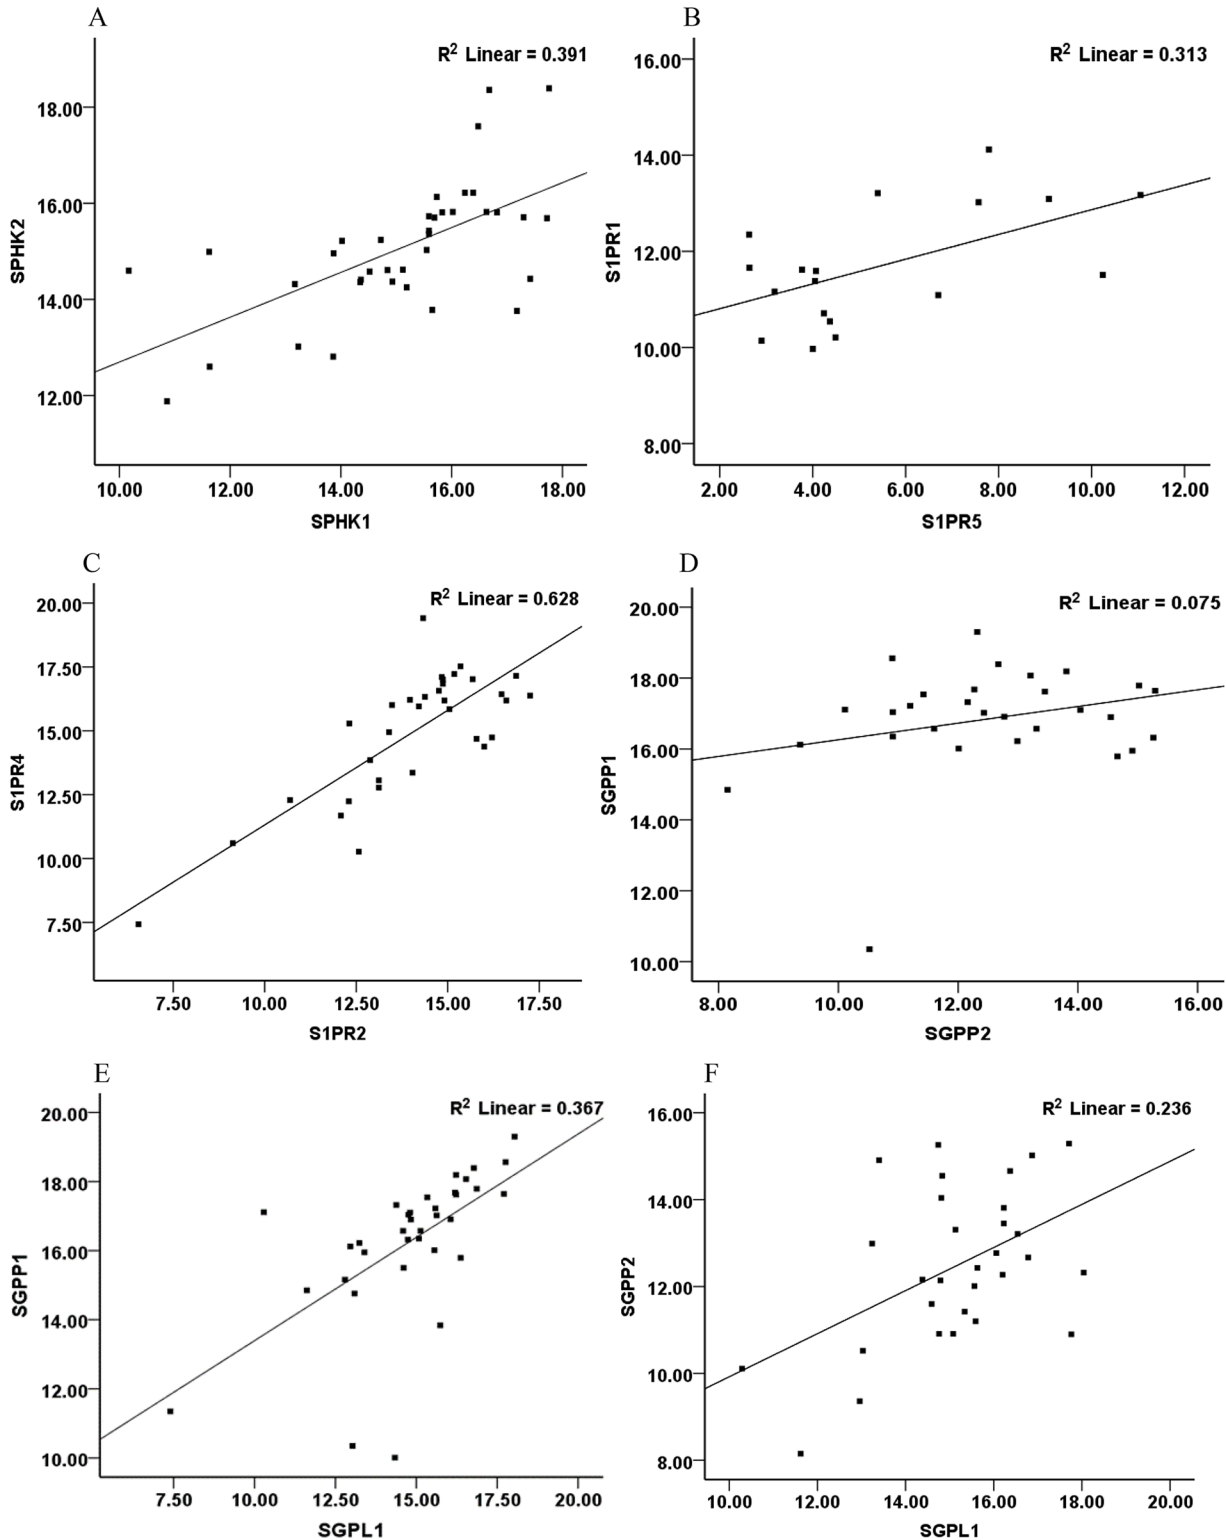 A
R² Linear = 0.391
SPHK2
18.00
16.00
14.00
12.00
10.00 12.00 14.00 16.00 18.00
SPHK1
B
R² Linear = 0.313
S1PR1
16.00
14.00
12.00
10.00
8.00
2.00 4.00 6.00 8.00 10.00 12.00
S1PR5
C
R² Linear = 0.628
S1PR4
20.00
17.50
15.00
12.50
10.00
7.50
7.50 10.00 12.50 15.00 17.50
S1PR2
D
R² Linear = 0.075
SGPP1
20.00
18.00
16.00
14.00
12.00
10.00
8.00 10.00 12.00 14.00 16.00
SGPP2
E
R² Linear = 0.367
SGPP1
20.00
18.00
16.00
14.00
12.00
10.00
7.50 10.00 12.50 15.00 17.50 20.00
SGPL1
F
R² Linear = 0.236
SGPP2
16.00
14.00
12.00
10.00
8.00
10.00 12.00 14.00 16.00 18.00 20.00
SGPL1